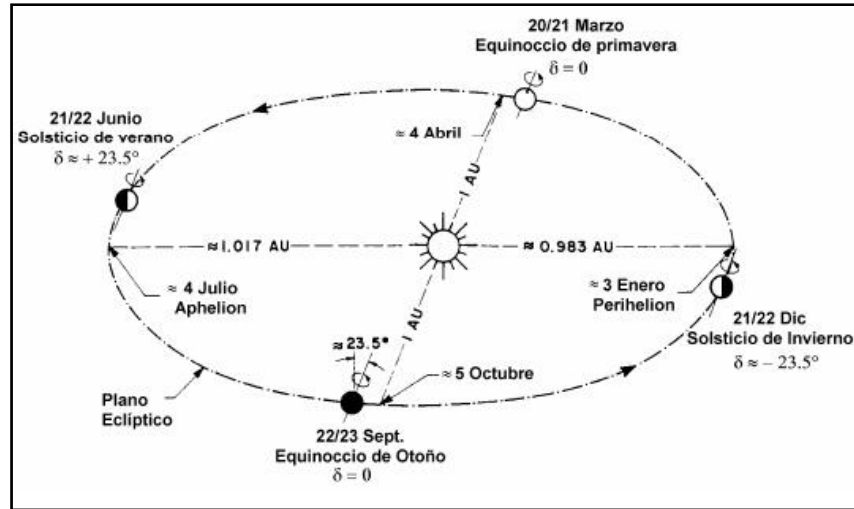 20/21 Marzo
Equinoccio de primavera
δ = 0
21/22 Junio
Solsticio de verano
δ ≈ + 23.5°
≈ 4 Abril
1 AU
≈1.017 AU
≈ 0.983 AU
≈ 4 Julio
Aphelion
≈ 3 Enero
Perihelion
1 AU
21/22 Dic
Solsticio de Invierno
δ ≈ − 23.5°
≈ 23.5°
≈ 5 Octubre
Plano
Eclíptico
22/23 Sept.
Equinoccio de Otoño
δ = 0